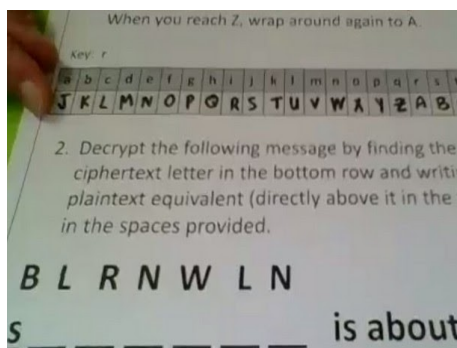 When you reach Z, wrap around again to A.
Key: r
a b c d e f g h i j k l m n o p q r s t
J K L M N O P Q R S T U V W X Y Z A B
2. Decrypt the following message by finding the
ciphertext letter in the bottom row and writi
plaintext equivalent (directly above it in the
in the spaces provided.
B L R N W L N
S _ _ _ _ _ _ is about